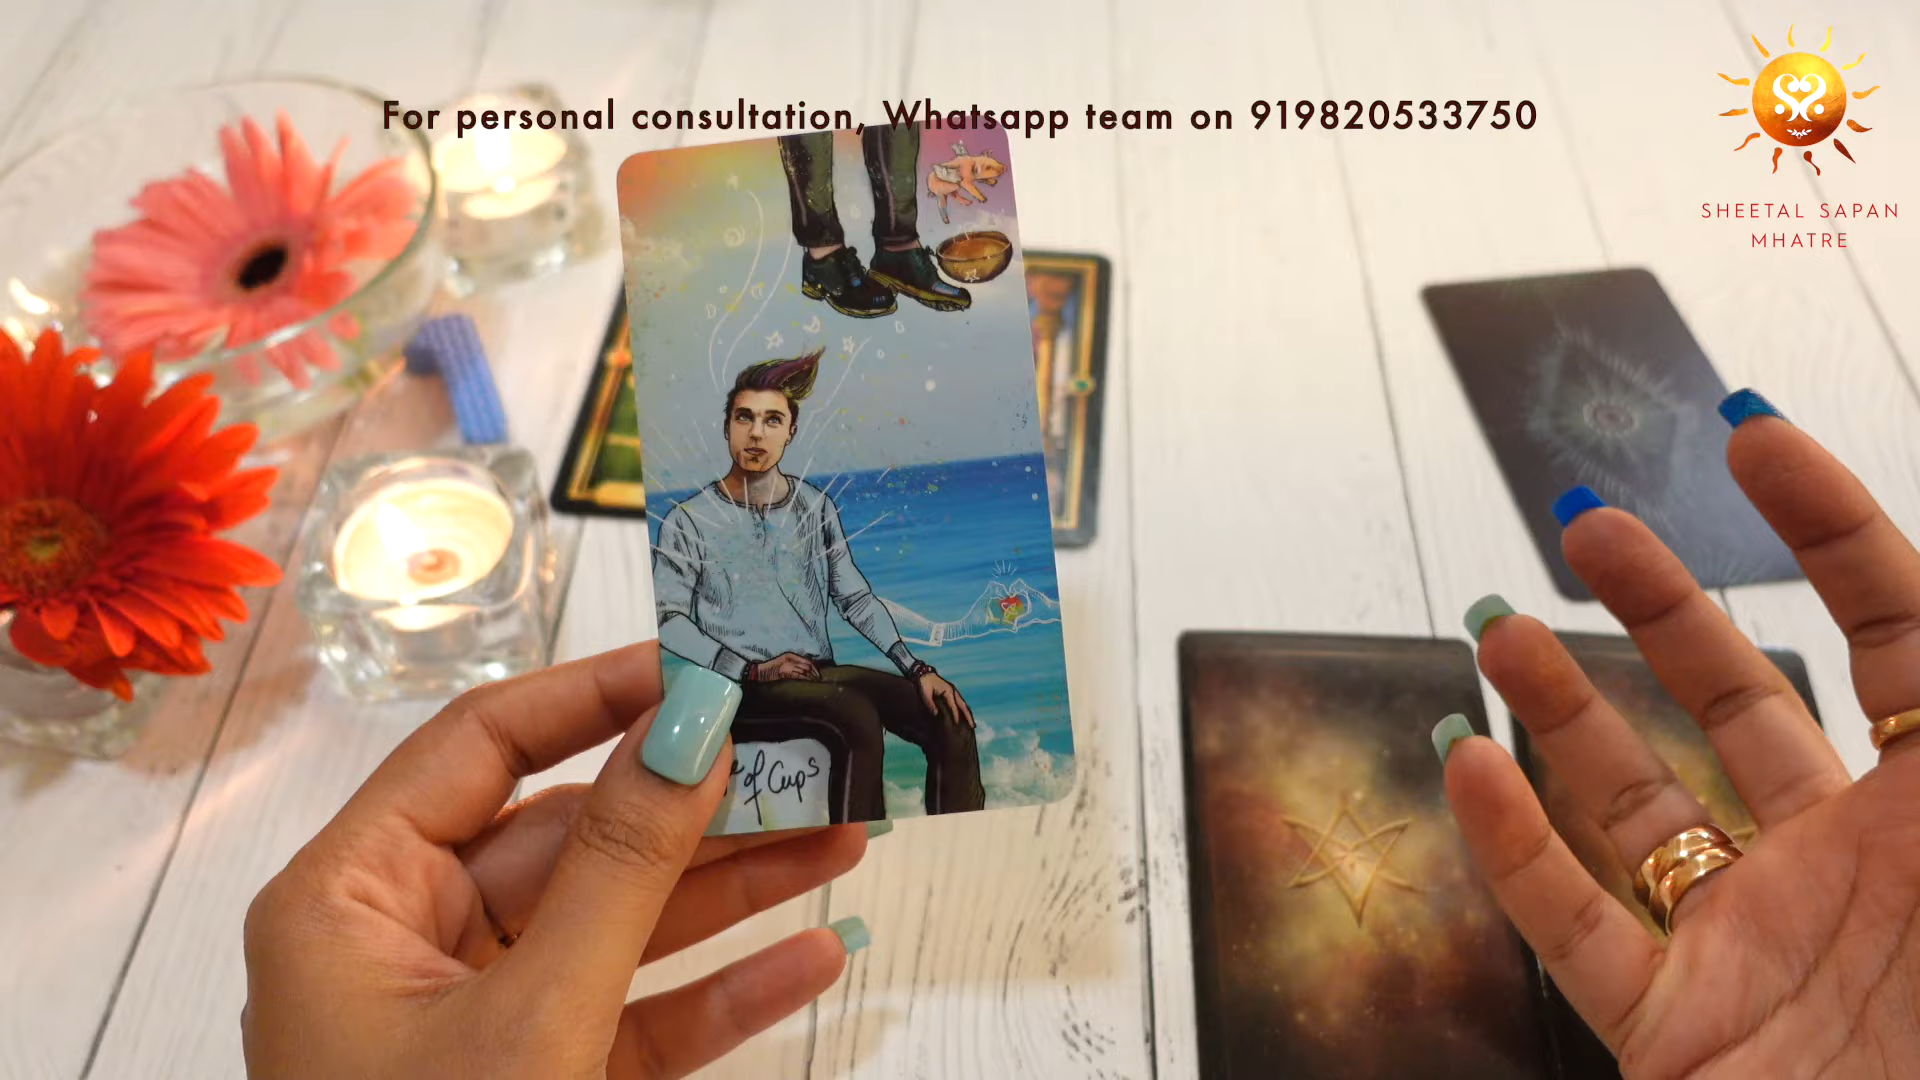 For personal consultation, Whatsapp team on 919820533750
SHEETAL SAPAN
MHATRE
of Cups